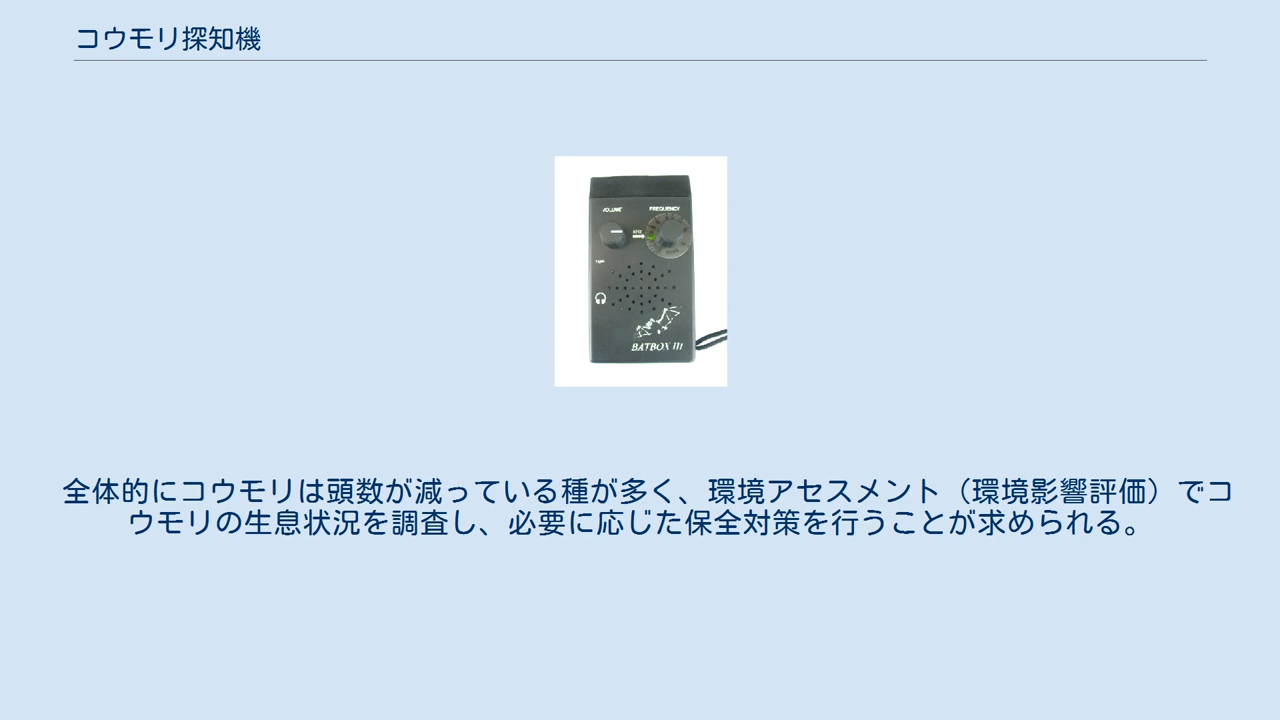 コウモリ探知機
VOLUME
FREQUENCY
BATBOX III
全体的にコウモリは頭数が減っている種が多く、環境アセスメント（環境影響評価）でコ
ウモリの生息状況を調査し、必要に応じた保全対策を行うことが求められる。